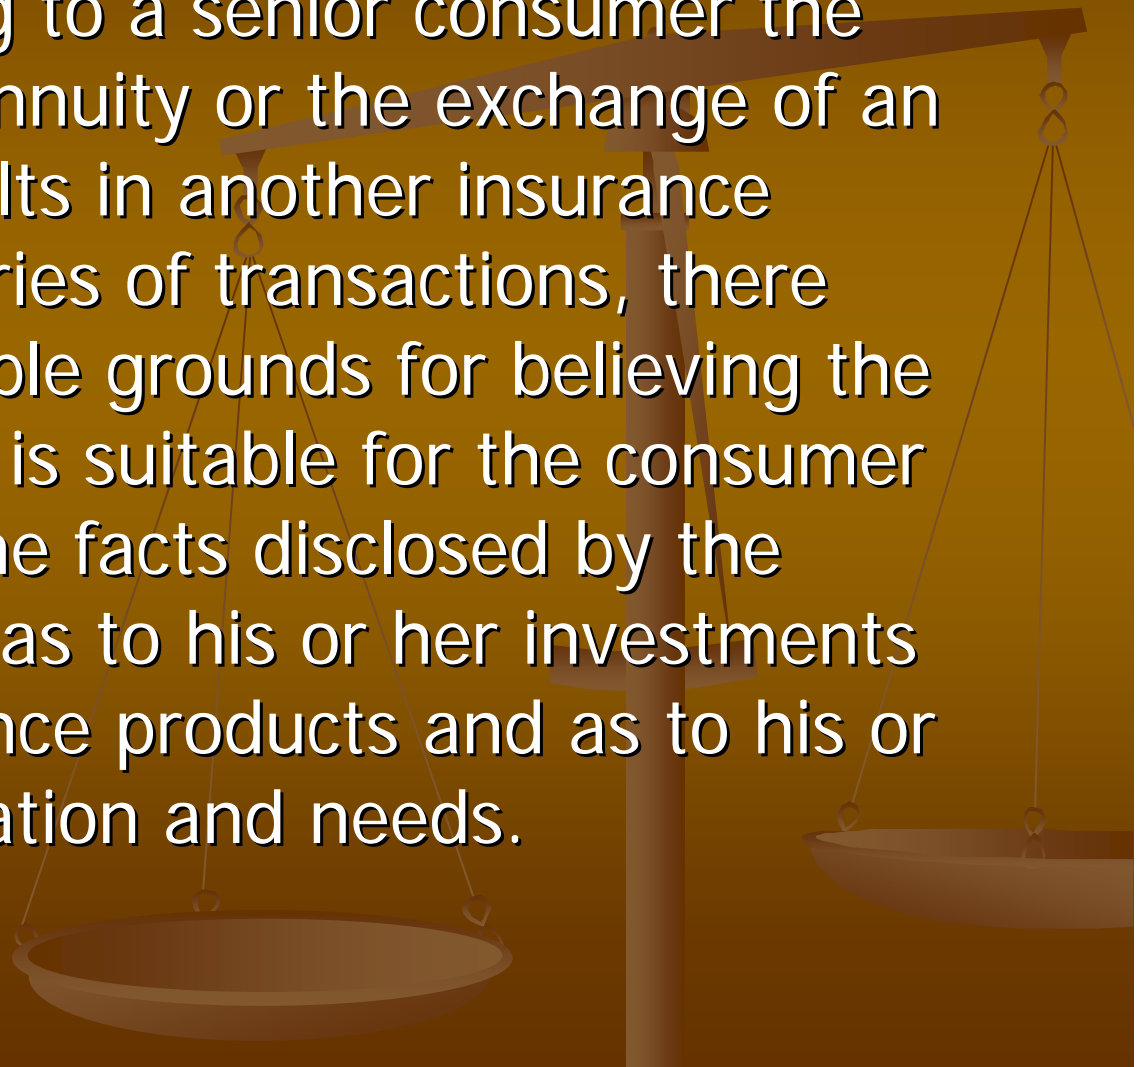 g to a senior consumer the
nnuity or the exchange of an
lts in another insurance
ries of transactions, there
ble grounds for believing the
is suitable for the consumer
he facts disclosed by the
as to his or her investments
nce products and as to his or
ation and needs.